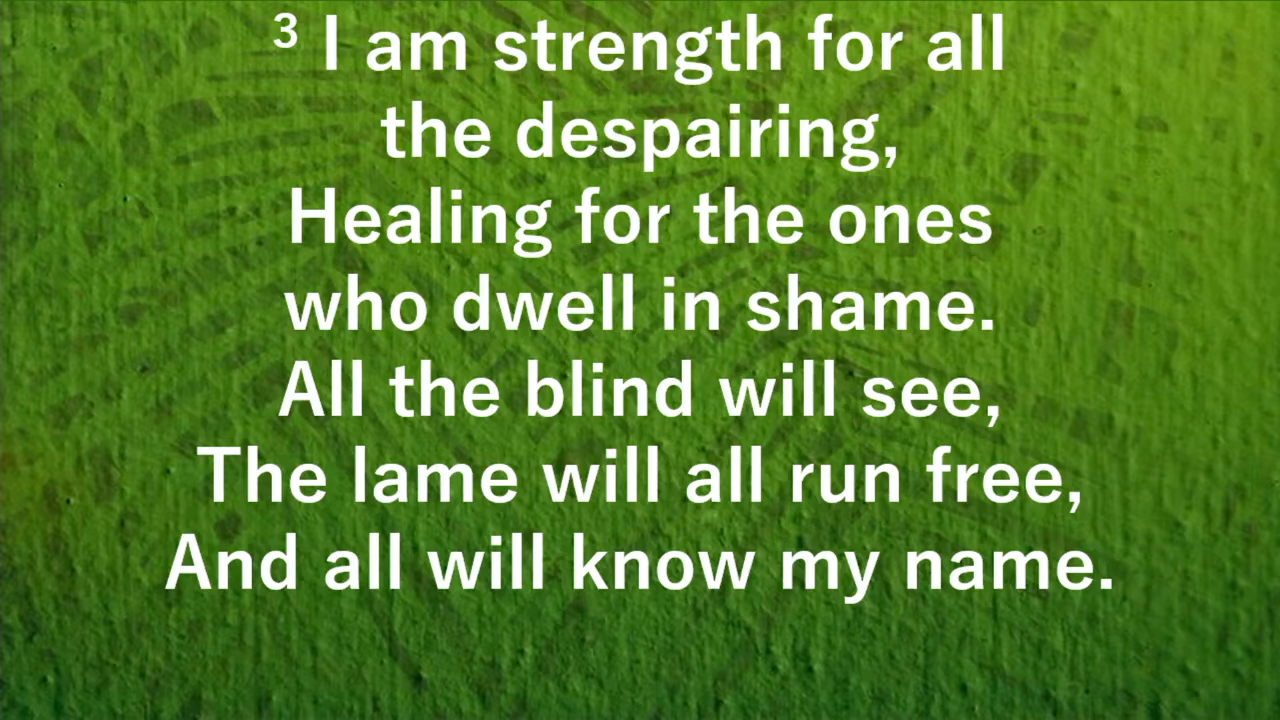 ³ I am strength for all
the despairing,
Healing for the ones
who dwell in shame.
All the blind will see,
The lame will all run free,
And all will know my name.